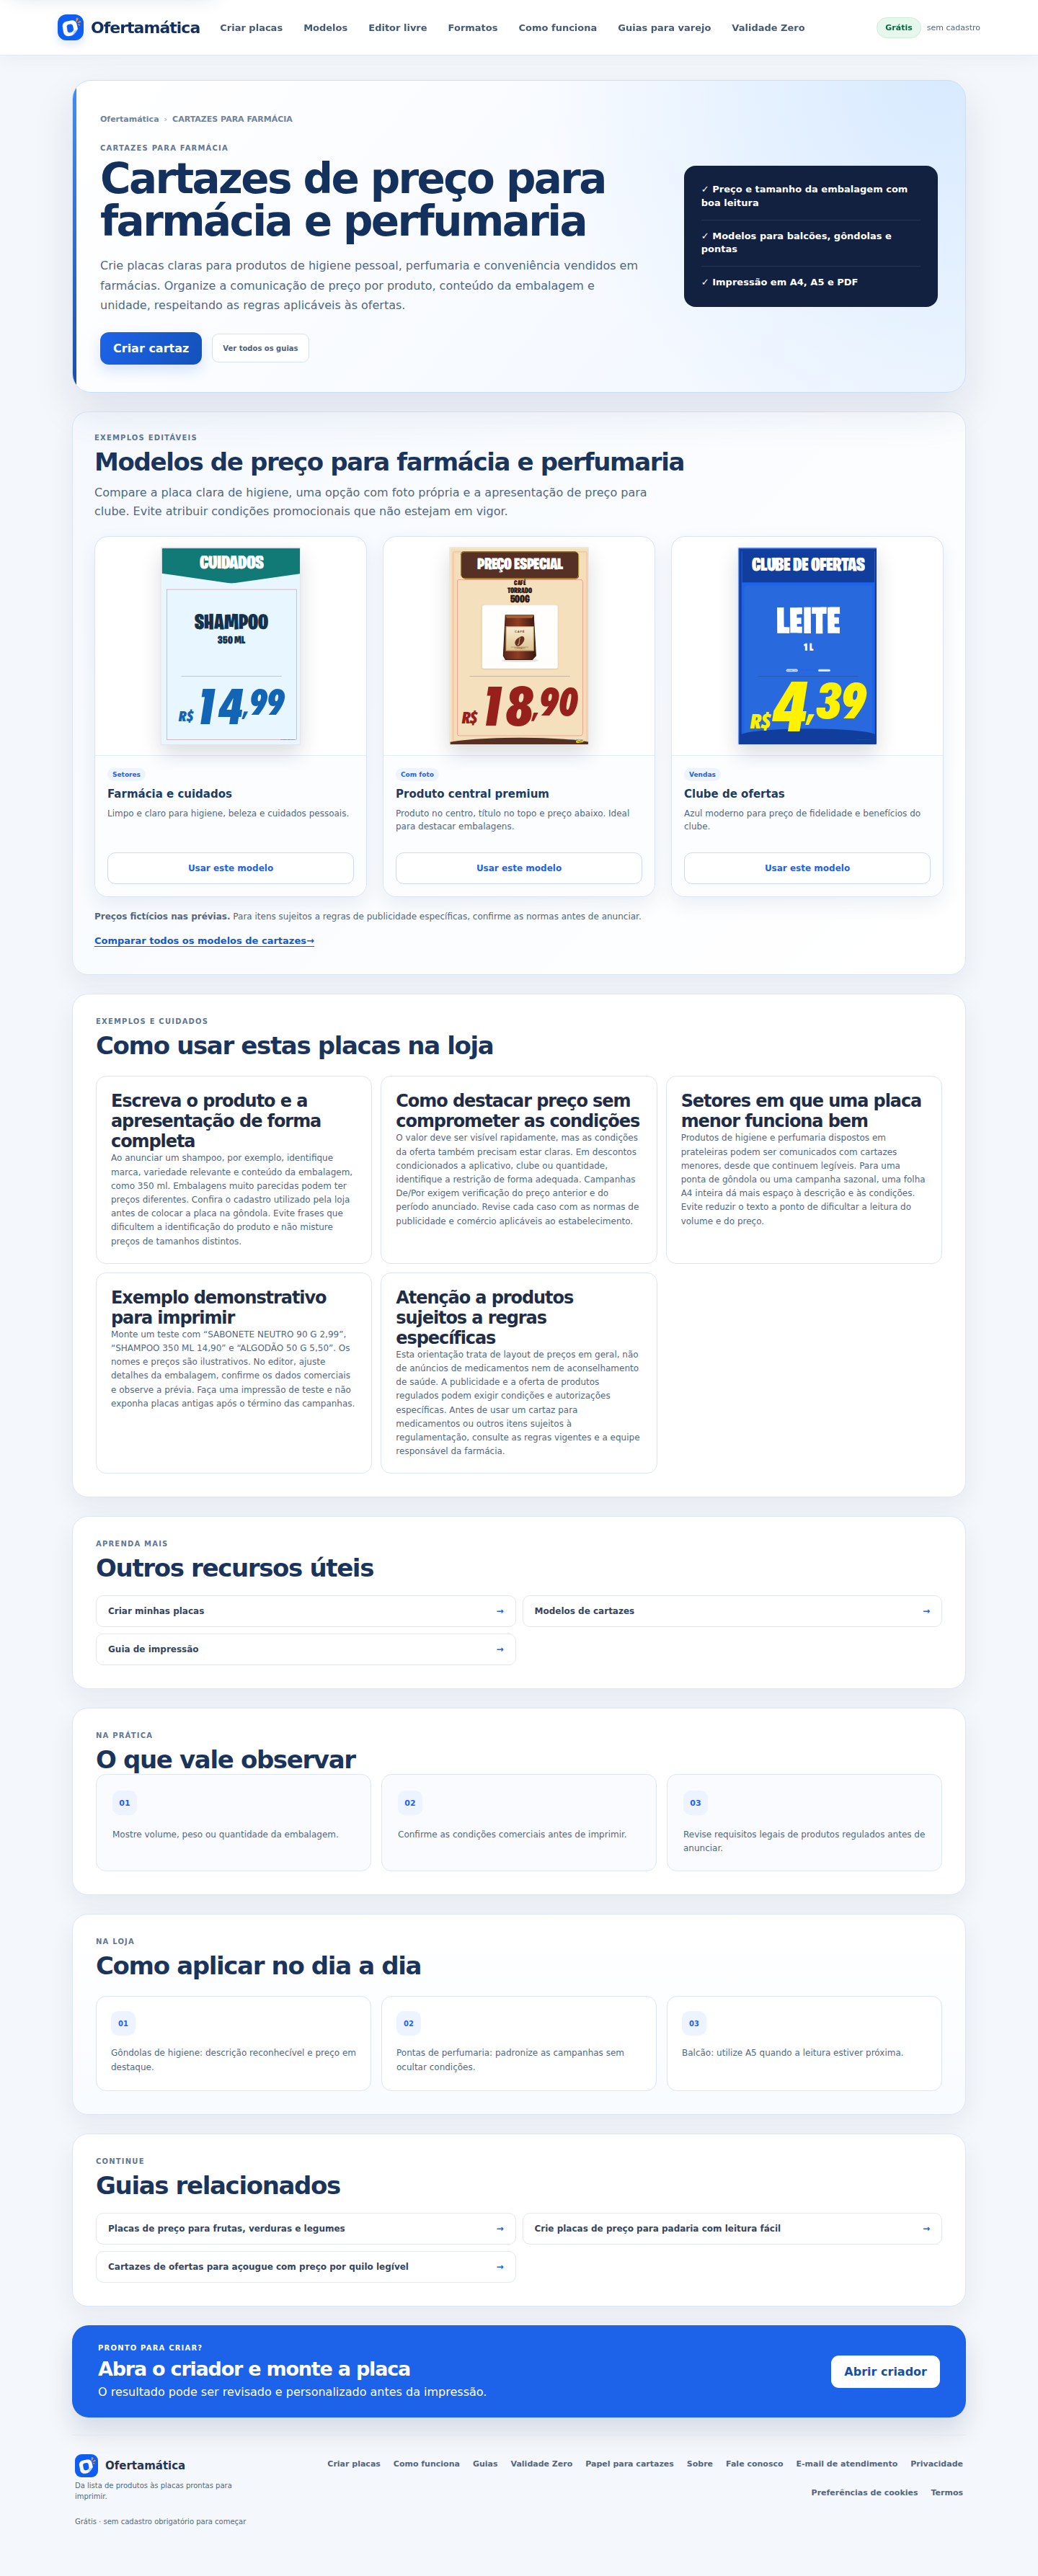 Ofertamática
Criar placas
Modelos
Editor livre
Formatos
Como funciona
Guias para varejo
Validade Zero
Grátis
sem cadastro
Ofertamática › CARTAZES PARA FARMÁCIA
CARTAZES PARA FARMÁCIA
Cartazes de preço para
farmácia e perfumaria
Crie placas claras para produtos de higiene pessoal, perfumaria e conveniência vendidos em
farmácias. Organize a comunicação de preço por produto, conteúdo da embalagem e
unidade, respeitando as regras aplicáveis às ofertas.
Criar cartaz
Ver todos os guias
✓ Preço e tamanho da embalagem com
boa leitura
✓ Modelos para balcões, gôndolas e
pontas
✓ Impressão em A4, A5 e PDF
EXEMPLOS EDITÁVEIS
Modelos de preço para farmácia e perfumaria
Compare a placa clara de higiene, uma opção com foto própria e a apresentação de preço para
clube. Evite atribuir condições promocionais que não estejam em vigor.
CUIDADOS
SHAMPOO
350 ML
R$ 14,99
Setores
Farmácia e cuidados
Limpo e claro para higiene, beleza e cuidados pessoais.
Usar este modelo
PREÇO ESPECIAL
CAFÉ
TORRADO
500G
CAFÉ
R$ 18,90
Com foto
Produto central premium
Produto no centro, título no topo e preço abaixo. Ideal
para destacar embalagens.
Usar este modelo
CLUBE DE OFERTAS
LEITE
1 L
R$ 4,39
Vendas
Clube de ofertas
Azul moderno para preço de fidelidade e benefícios do
clube.
Usar este modelo
Preços fictícios nas prévias. Para itens sujeitos a regras de publicidade específicas, confirme as normas antes de anunciar.
Comparar todos os modelos de cartazes→
EXEMPLOS E CUIDADOS
Como usar estas placas na loja
Escreva o produto e a
apresentação de forma
completa
Ao anunciar um shampoo, por exemplo, identifique
marca, variedade relevante e conteúdo da embalagem,
como 350 ml. Embalagens muito parecidas podem ter
preços diferentes. Confira o cadastro utilizado pela loja
antes de colocar a placa na gôndola. Evite frases que
dificultem a identificação do produto e não misture
preços de tamanhos distintos.
Como destacar preço sem
comprometer as condições
O valor deve ser visível rapidamente, mas as condições
da oferta também precisam estar claras. Em descontos
condicionados a aplicativo, clube ou quantidade,
identifique a restrição de forma adequada. Campanhas
De/Por exigem verificação do preço anterior e do
período anunciado. Revise cada caso com as normas de
publicidade e comércio aplicáveis ao estabelecimento.
Setores em que uma placa
menor funciona bem
Produtos de higiene e perfumaria dispostos em
prateleiras podem ser comunicados com cartazes
menores, desde que continuem legíveis. Para uma
ponta de gôndola ou uma campanha sazonal, uma folha
A4 inteira dá mais espaço à descrição e às condições.
Evite reduzir o texto a ponto de dificultar a leitura do
volume e do preço.
Exemplo demonstrativo
para imprimir
Monte um teste com “SABONETE NEUTRO 90 G 2,99”,
“SHAMPOO 350 ML 14,90” e “ALGODÃO 50 G 5,50”. Os
nomes e preços são ilustrativos. No editor, ajuste
detalhes da embalagem, confirme os dados comerciais
e observe a prévia. Faça uma impressão de teste e não
exponha placas antigas após o término das campanhas.
Atenção a produtos
sujeitos a regras
específicas
Esta orientação trata de layout de preços em geral, não
de anúncios de medicamentos nem de aconselhamento
de saúde. A publicidade e a oferta de produtos
regulados podem exigir condições e autorizações
específicas. Antes de usar um cartaz para
medicamentos ou outros itens sujeitos à
regulamentação, consulte as regras vigentes e a equipe
responsável da farmácia.
APRENDA MAIS
Outros recursos úteis
Criar minhas placas →
Modelos de cartazes →
Guia de impressão →
NA PRÁTICA
O que vale observar
01
Mostre volume, peso ou quantidade da embalagem.
02
Confirme as condições comerciais antes de imprimir.
03
Revise requisitos legais de produtos regulados antes de
anunciar.
NA LOJA
Como aplicar no dia a dia
01
Gôndolas de higiene: descrição reconhecível e preço em
destaque.
02
Pontas de perfumaria: padronize as campanhas sem
ocultar condições.
03
Balcão: utilize A5 quando a leitura estiver próxima.
CONTINUE
Guias relacionados
Placas de preço para frutas, verduras e legumes →
Crie placas de preço para padaria com leitura fácil →
Cartazes de ofertas para açougue com preço por quilo legível →
PRONTO PARA CRIAR?
Abra o criador e monte a placa
O resultado pode ser revisado e personalizado antes da impressão.
Abrir criador
Ofertamática
Da lista de produtos às placas prontas para
imprimir.
Grátis · sem cadastro obrigatório para começar
Criar placas
Como funciona
Guias
Validade Zero
Papel para cartazes
Sobre
Fale conosco
E-mail de atendimento
Privacidade
Preferências de cookies
Termos